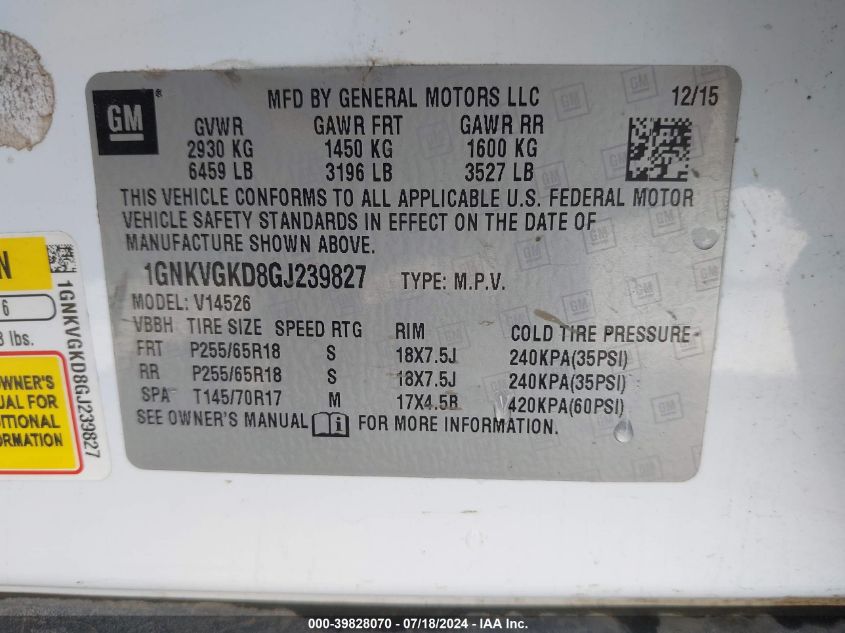 GM ®
MFD BY GENERAL MOTORS LLC 12/15
GVWR GAWR FRT GAWR RR
2930 KG 1450 KG 1600 KG
6459 LB 3196 LB 3527 LB
THIS VEHICLE CONFORMS TO ALL APPLICABLE U.S. FEDERAL MOTOR
VEHICLE SAFETY STANDARDS IN EFFECT ON THE DATE OF
MANUFACTURE SHOWN ABOVE.
1GNKVGKD8GJ239827 TYPE: M.P.V.
MODEL: V14526
VBBH TIRE SIZE SPEED RTG RIM COLD TIRE PRESSURE
FRT P255/65R18 S 18X7.5J 240KPA(35PSI)
RR P255/65R18 S 18X7.5J 240KPA(35PSI)
SPA T145/70R17 M 17X4.5B 420KPA(60PSI)
SEE OWNER'S MANUAL i FOR MORE INFORMATION.
N
6
lbs.
OWNER'S
UAL FOR
ITIONAL
ORMATION
1GNKVGKD8GJ239827
000-39828070 - 07/18/2024 - IAA Inc.